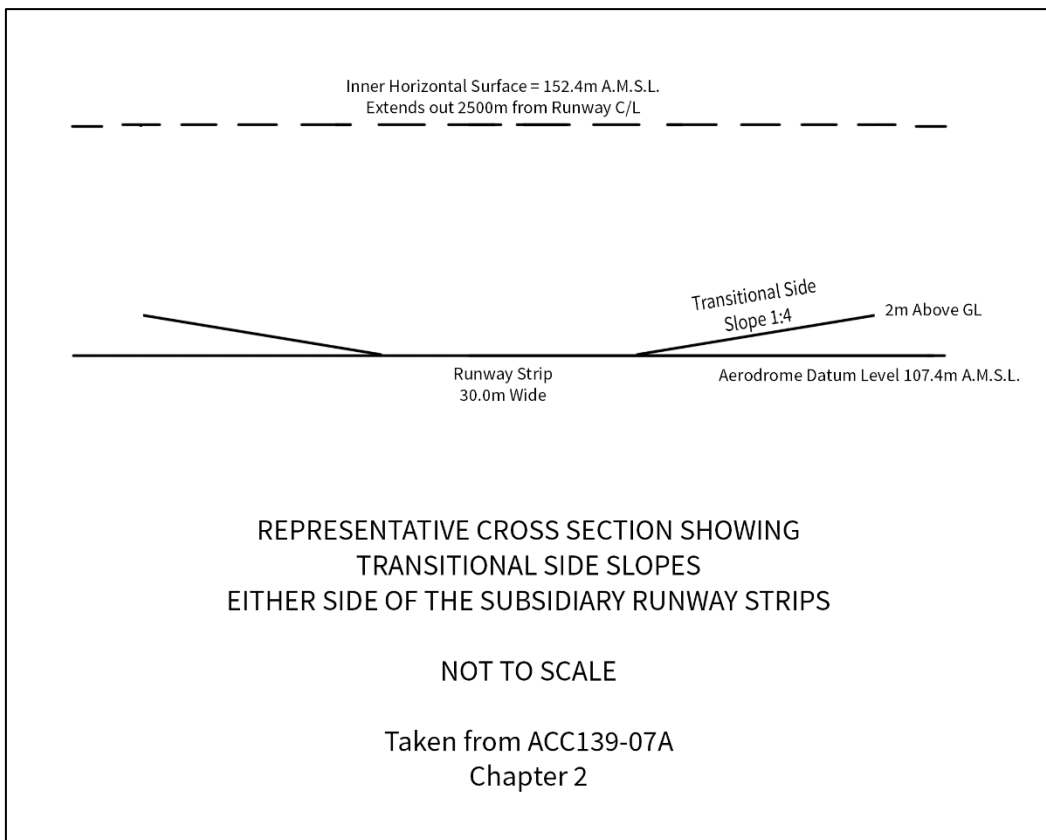 Inner Horizontal Surface = 152.4m A.M.S.L.
Extends out 2500m from Runway C/L
Transitional Side
Slope 1:4
2m Above GL
Runway Strip
30.0m Wide
Aerodrome Datum Level 107.4m A.M.S.L.
REPRESENTATIVE CROSS SECTION SHOWING
TRANSITIONAL SIDE SLOPES
EITHER SIDE OF THE SUBSIDIARY RUNWAY STRIPS
NOT TO SCALE
Taken from ACC139-07A
Chapter 2